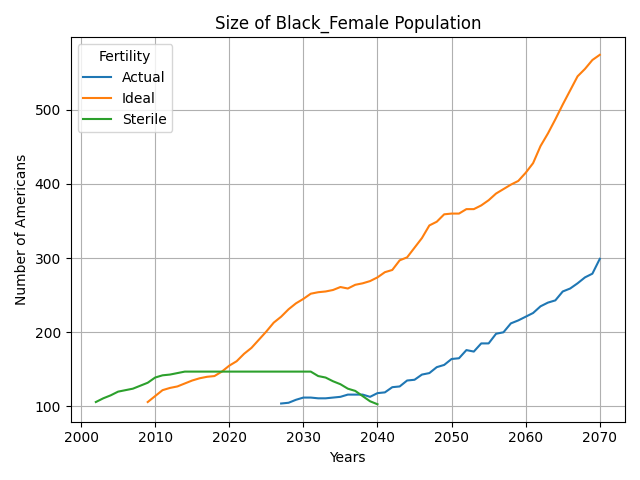 Size of Black_Female Population
Fertility
Actual
Ideal
Sterile
Number of Americans
500
400
300
200
100
2000 2010 2020 2030 2040 2050 2060 2070
Years